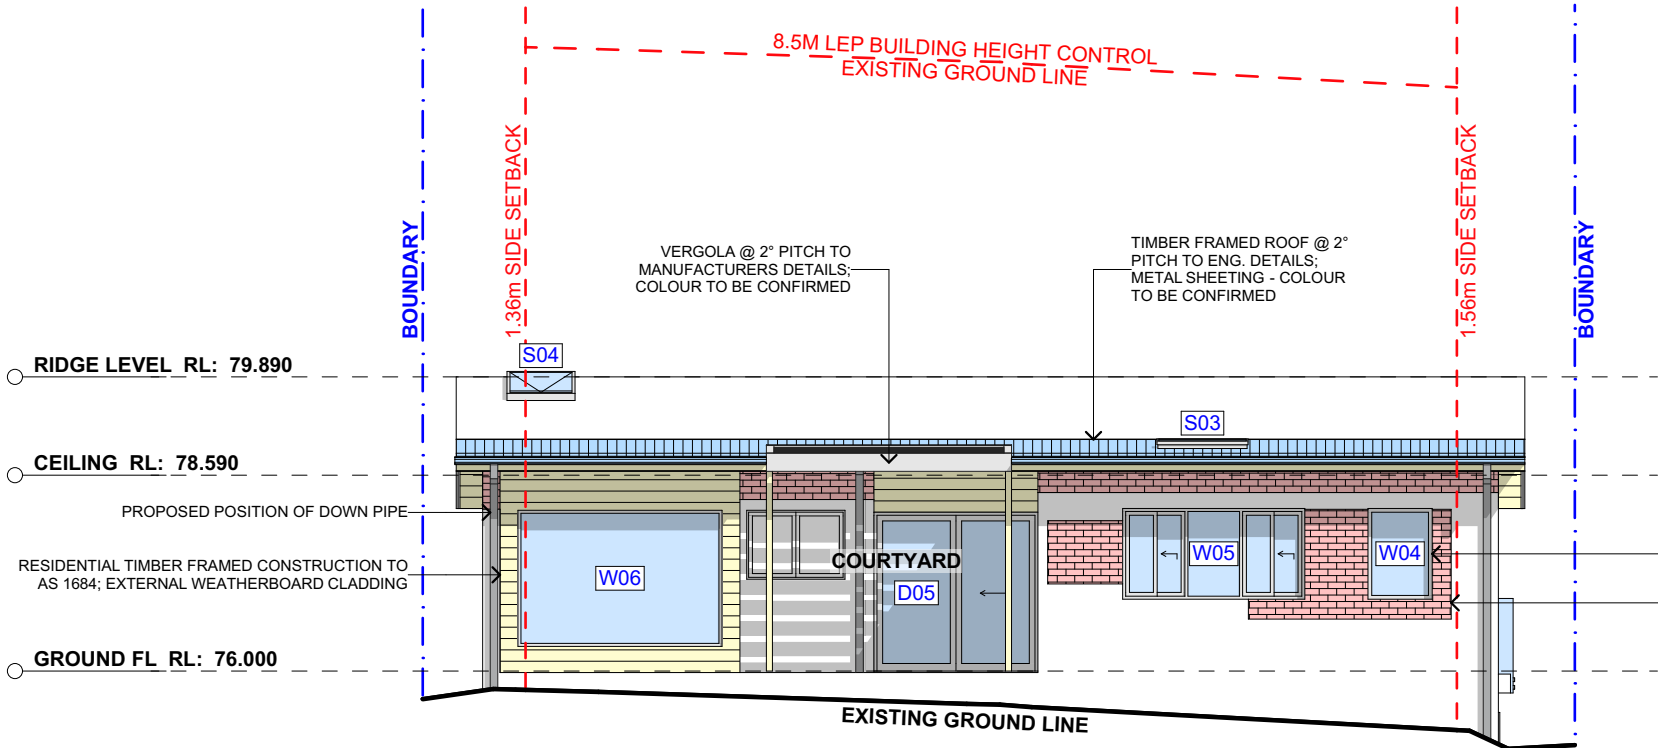 8.5M LEP BUILDING HEIGHT CONTROL
EXISTING GROUND LINE
BOUNDARY
1.36m SIDE SETBACK
1.56m SIDE SETBACK
BOUNDARY
VERGOLA @ 2° PITCH TO
MANUFACTURERS DETAILS;
COLOUR TO BE CONFIRMED
TIMBER FRAMED ROOF @ 2°
PITCH TO ENG. DETAILS;
METAL SHEETING - COLOUR
TO BE CONFIRMED
RIDGE LEVEL RL: 79.890
S04
S03
CEILING RL: 78.590
PROPOSED POSITION OF DOWN PIPE
RESIDENTIAL TIMBER FRAMED CONSTRUCTION TO
AS 1684; EXTERNAL WEATHERBOARD CLADDING
W06
COURTYARD
D05
W05
W04
GROUND FL RL: 76.000
EXISTING GROUND LINE